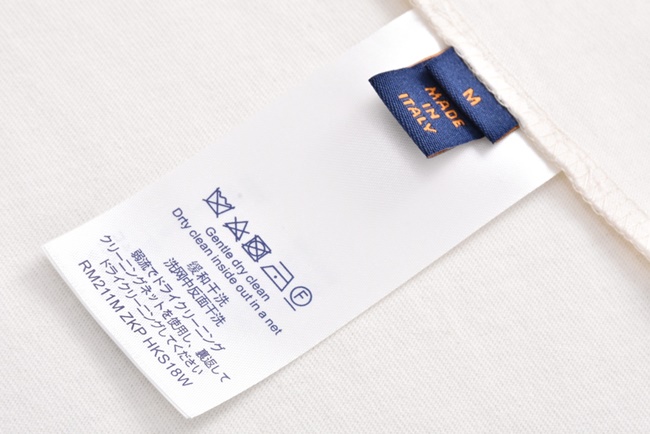 M
MADE
IN
ITALY
F
Gentle dry clean
Drty clean inside out in a net
缓和干洗
洗网中反面干洗
弱流でドライクリーニング
クリーニングネットを使用し、裏返して
ドライクリーニングしてください
RM211M ZKP HKS18W